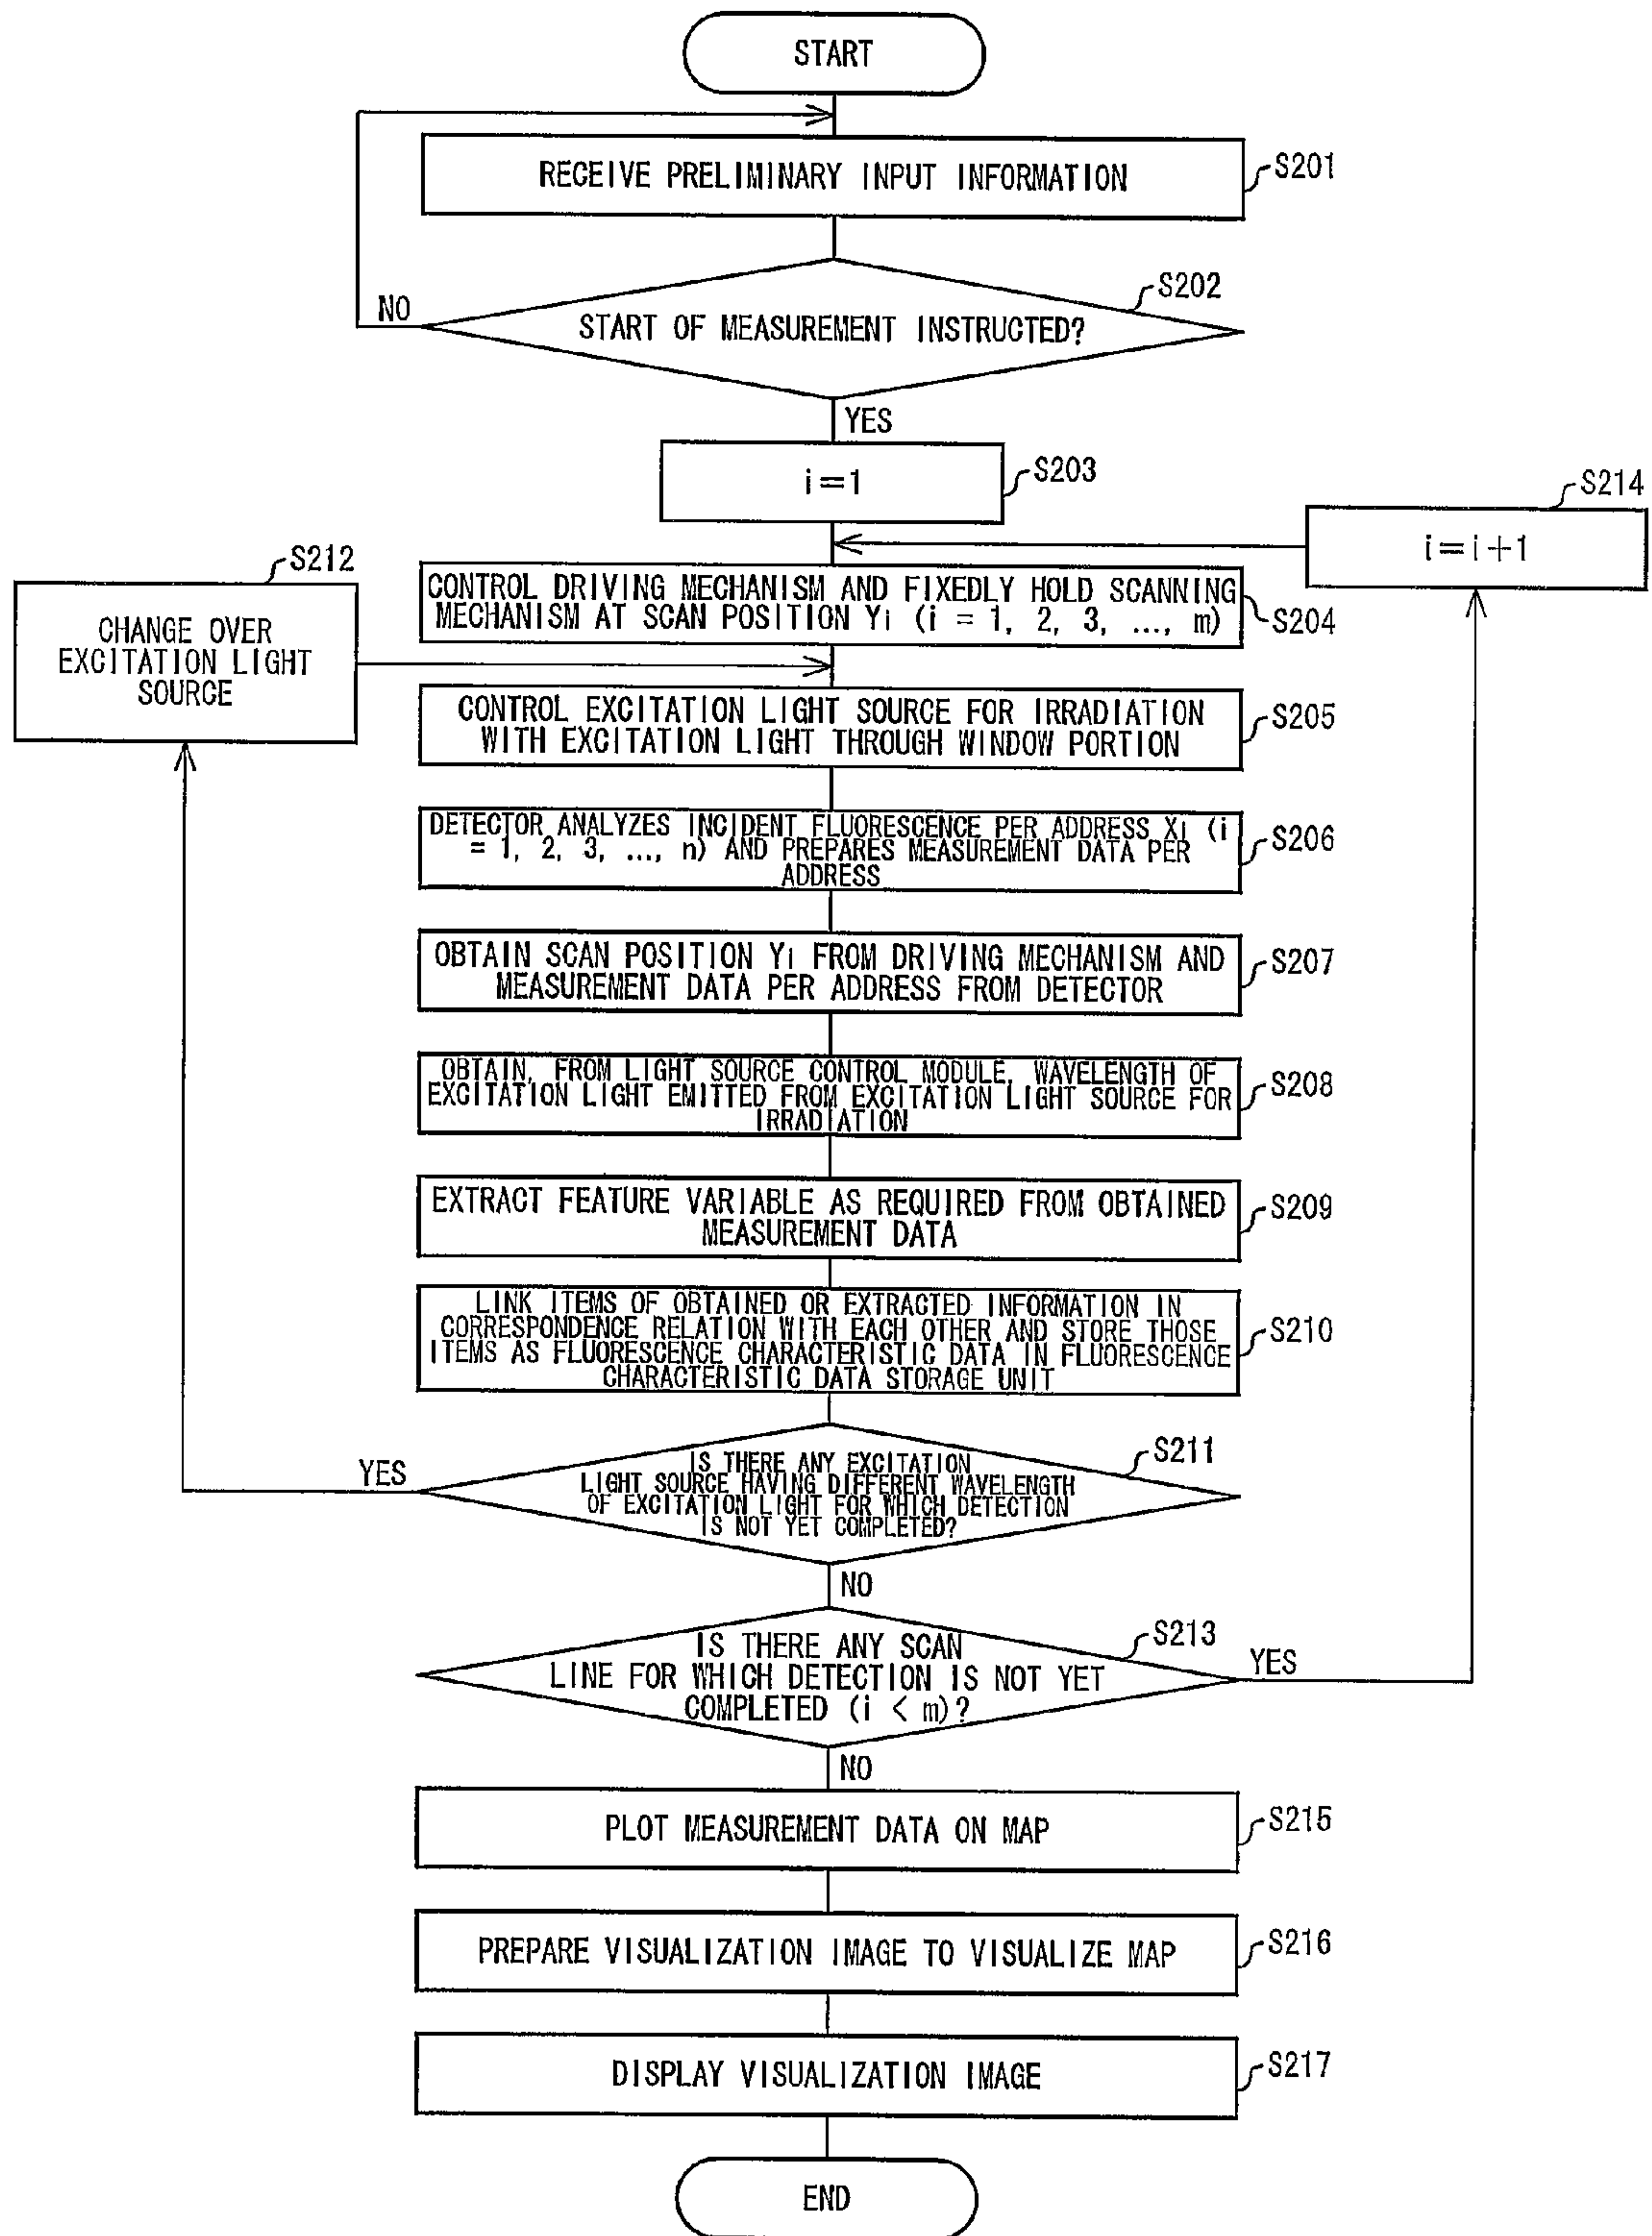 START
RECEIVE PRELIMINARY INPUT INFORMATION
S201
START OF MEASUREMENT INSTRUCTED?
S202
NO
YES
i=1
S203
S214
i=i+1
S212
CHANGE OVER
EXCITATION LIGHT
SOURCE
CONTROL DRIVING MECHANISM AND FIXEDLY HOLD SCANNING
MECHANISM AT SCAN POSITION Yi (i = 1, 2, 3, ..., m)
S204
CONTROL EXCITATION LIGHT SOURCE FOR IRRADIATION
WITH EXCITATION LIGHT THROUGH WINDOW PORTION
S205
DETECTOR ANALYZES INCIDENT FLUORESCENCE PER ADDRESS Xi (i
= 1, 2, 3, ..., n) AND PREPARES MEASUREMENT DATA PER
ADDRESS
S206
OBTAIN SCAN POSITION Yi FROM DRIVING MECHANISM AND
MEASUREMENT DATA PER ADDRESS FROM DETECTOR
S207
OBTAIN, FROM LIGHT SOURCE CONTROL MODULE, WAVELENGTH OF
EXCITATION LIGHT EMITTED FROM EXCITATION LIGHT SOURCE FOR
IRRADIATION
S208
EXTRACT FEATURE VARIABLE AS REQUIRED FROM OBTAINED
MEASUREMENT DATA
S209
LINK ITEMS OF OBTAINED OR EXTRACTED INFORMATION IN
CORRESPONDENCE RELATION WITH EACH OTHER AND STORE THOSE
ITEMS AS FLUORESCENCE CHARACTERISTIC DATA IN FLUORESCENCE
CHARACTERISTIC DATA STORAGE UNIT
S210
IS THERE ANY EXCITATION
LIGHT SOURCE HAVING DIFFERENT WAVELENGTH
OF EXCITATION LIGHT FOR WHICH DETECTION
IS NOT YET COMPLETED?
S211
YES
NO
IS THERE ANY SCAN
LINE FOR WHICH DETECTION IS NOT YET
COMPLETED (i < m)?
S213
YES
NO
PLOT MEASUREMENT DATA ON MAP
S215
PREPARE VISUALIZATION IMAGE TO VISUALIZE MAP
S216
DISPLAY VISUALIZATION IMAGE
S217
END